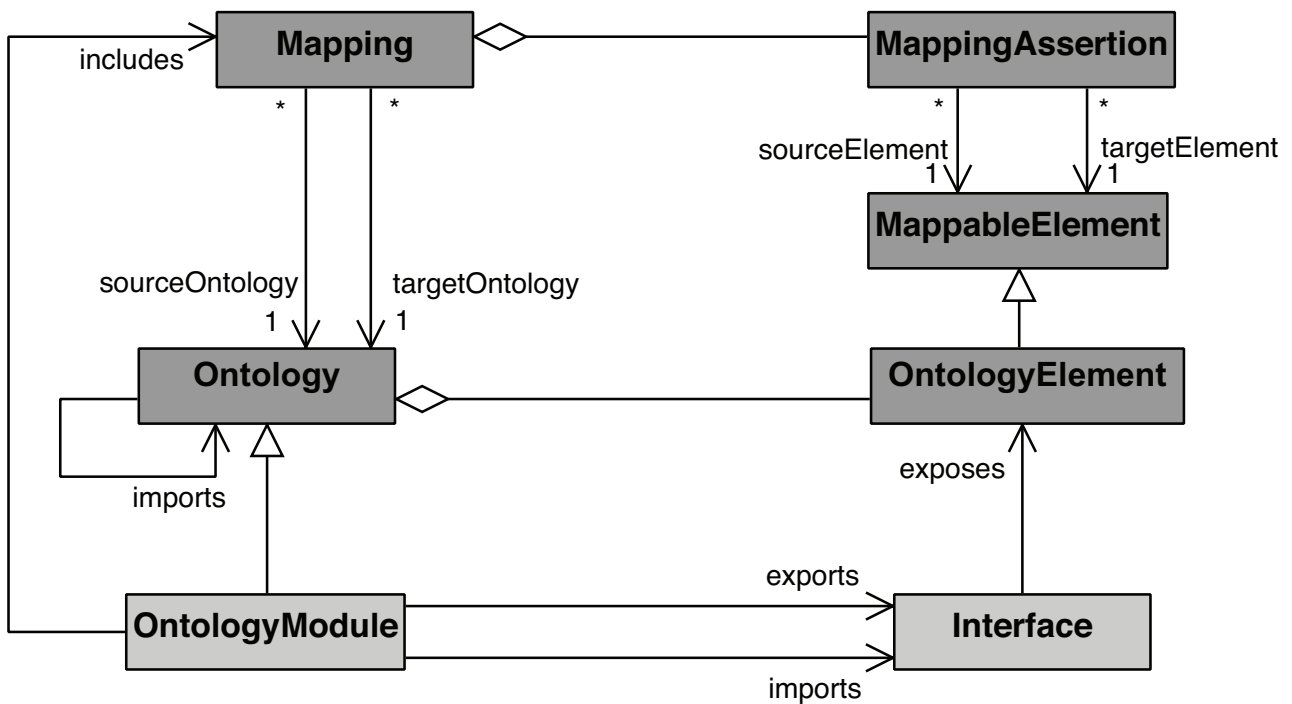 Mapping
MappingAssertion
includes
* *
* *
sourceElement
targetElement
1 1
MappableElement
sourceOntology
targetOntology
1 1
Ontology
OntologyElement
imports
exposes
exports
OntologyModule
Interface
imports